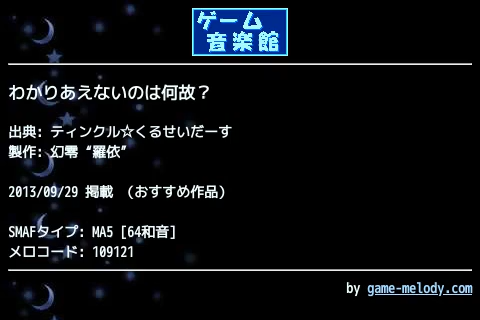 ゲーム
音楽館
わかりあえないのは何故？
出典: ティンクル☆くるせいだーす
製作: 幻零 “羅依”
2013/09/29 掲載 (おすすめ作品)
SMAFタイプ: MA5 [64和音]
メロコード: 109121
by game-melody.com